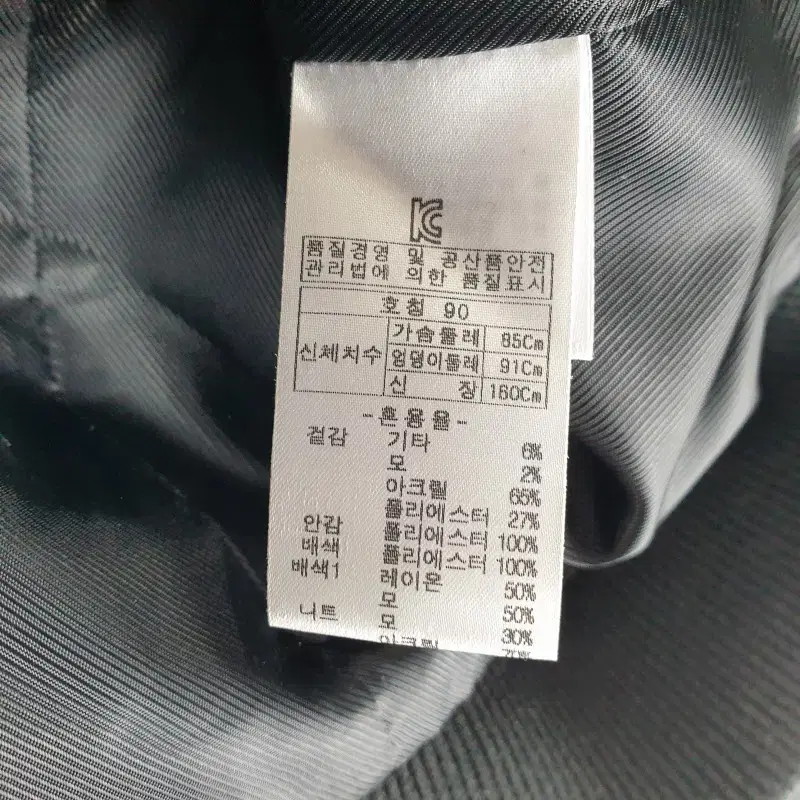 품질경영 및 공산품안전
관리법에 의한 품질표시
호칭 90
신체치수 가슴둘레 85Cm
엉덩이둘레 91Cm
신 장 160Cm
-혼용율-
겉감 기타 6%
모 2%
아크릴 65%
폴리에스터 27%
안감 폴리에스터 100%
배색 폴리에스터 100%
배색1 레이온 50%
모 50%
니트 모 30%
아크릴